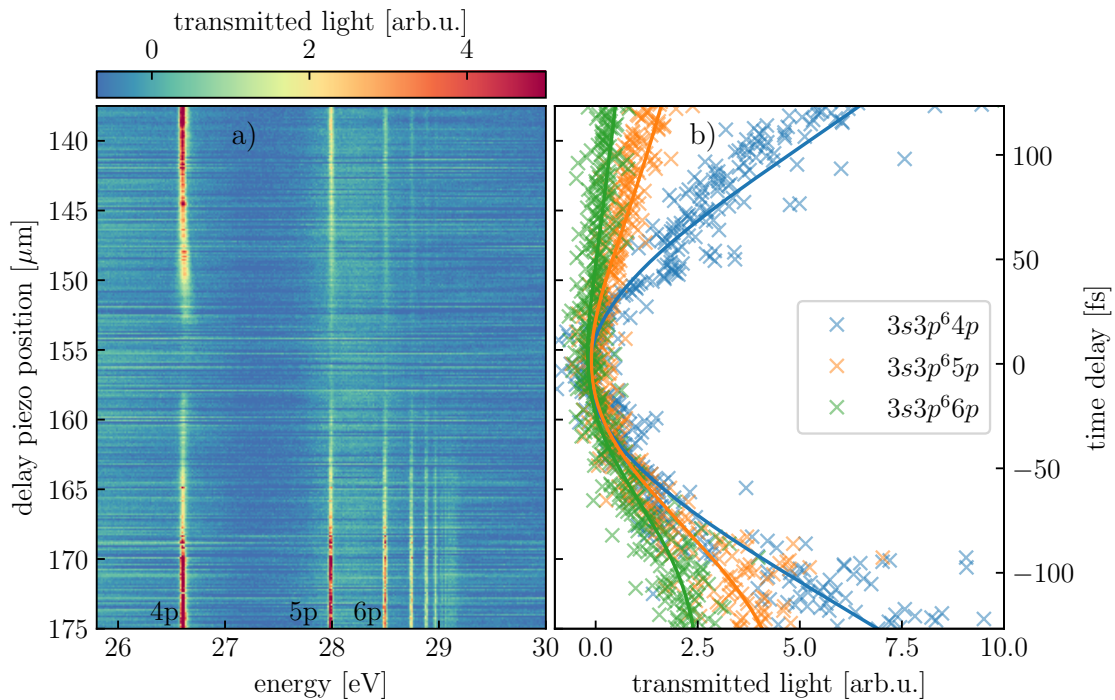 transmitted light [arb.u.]
0 2 4
a)
b)
delay piezo position [μm]
140
145
150
155
160
165
170
175
4p 5p 6p
26 27 28 29 30
energy [eV]
3s3p⁶4p
3s3p⁶5p
3s3p⁶6p
100
50
0
−50
−100
time delay [fs]
0.0 2.5 5.0 7.5 10.0
transmitted light [arb.u.]